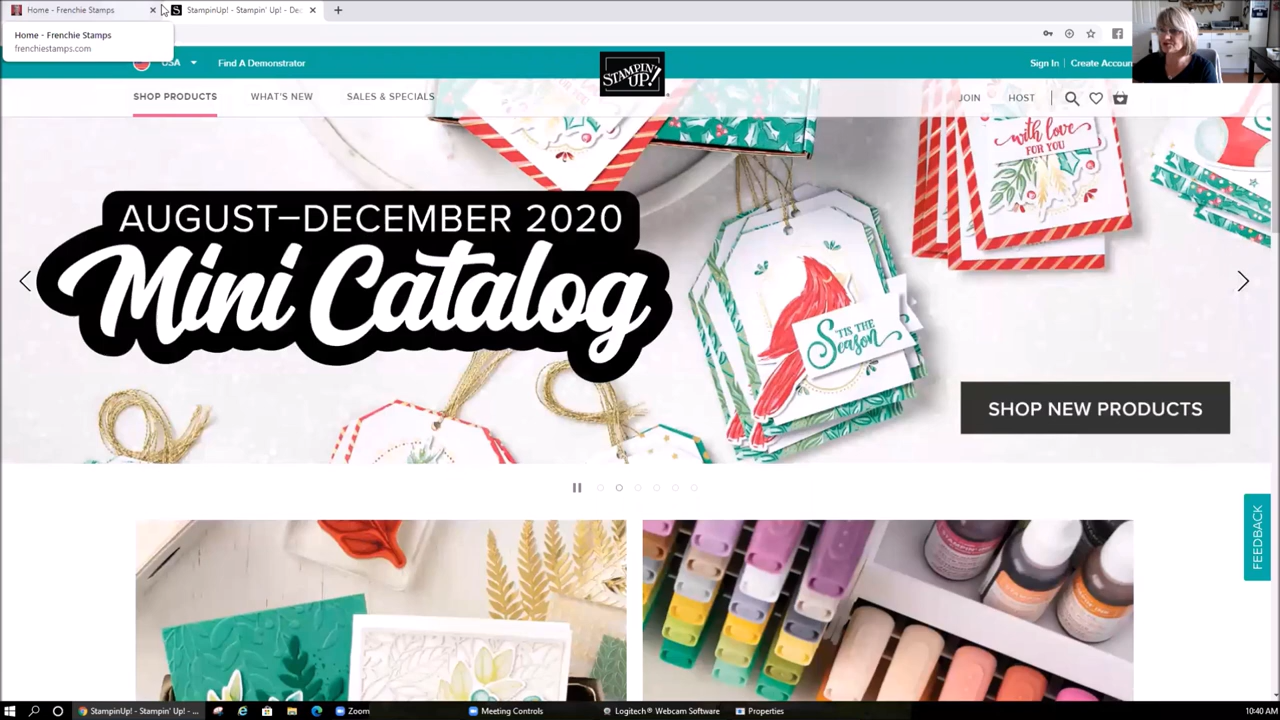 Home - Frenchie Stamps
StampinUp! - Stampin' Up! - Dec
Home - Frenchie Stamps
frenchiestamps.com
USA
Find A Demonstrator
STAMPIN' UP!
Sign In
Create Accoun
SHOP PRODUCTS
WHAT'S NEW
SALES & SPECIALS
JOIN
HOST
with love
FOR YOU
AUGUST–DECEMBER 2020
Mini Catalog
'TIS THE
Season
SHOP NEW PRODUCTS
FEEDBACK
StampinUp! - Stampin' Up! - ...
Zoom
Meeting Controls
Logitech® Webcam Software
Properties
10:40 AM